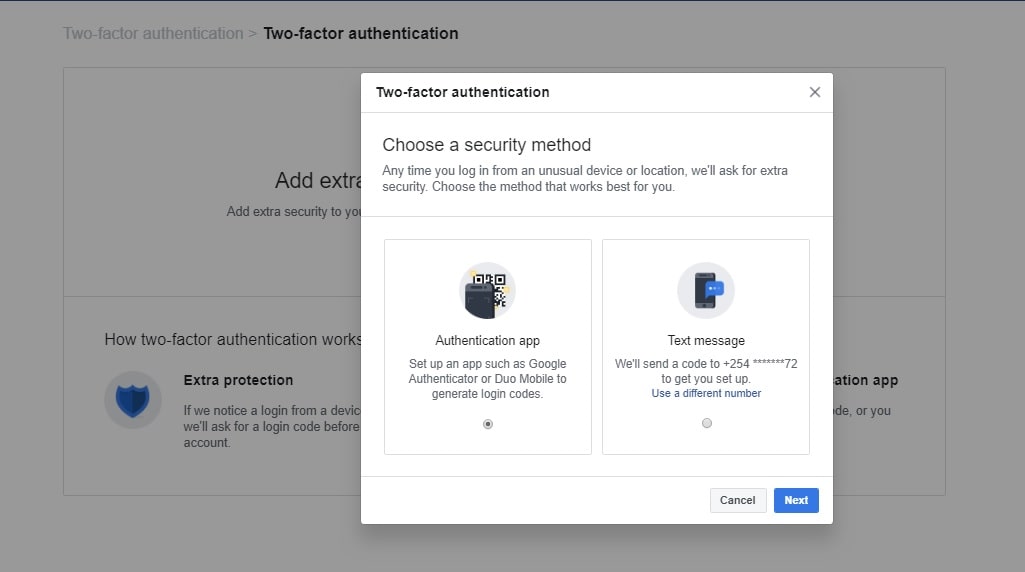 Two-factor authentication > Two-factor authentication
Two-factor authentication
Choose a security method
Any time you log in from an unusual device or location, we'll ask for extra
security. Choose the method that works best for you.
Add extra
Add extra security to you
Authentication app
Set up an app such as Google
Authenticator or Duo Mobile to
generate login codes.
Text message
We'll send a code to +254 *******72
to get you set up.
Use a different number
Cancel
Next
How two-factor authentication works
Extra protection
If we notice a login from a devic
we'll ask for a login code before
account.
ation app
de, or you